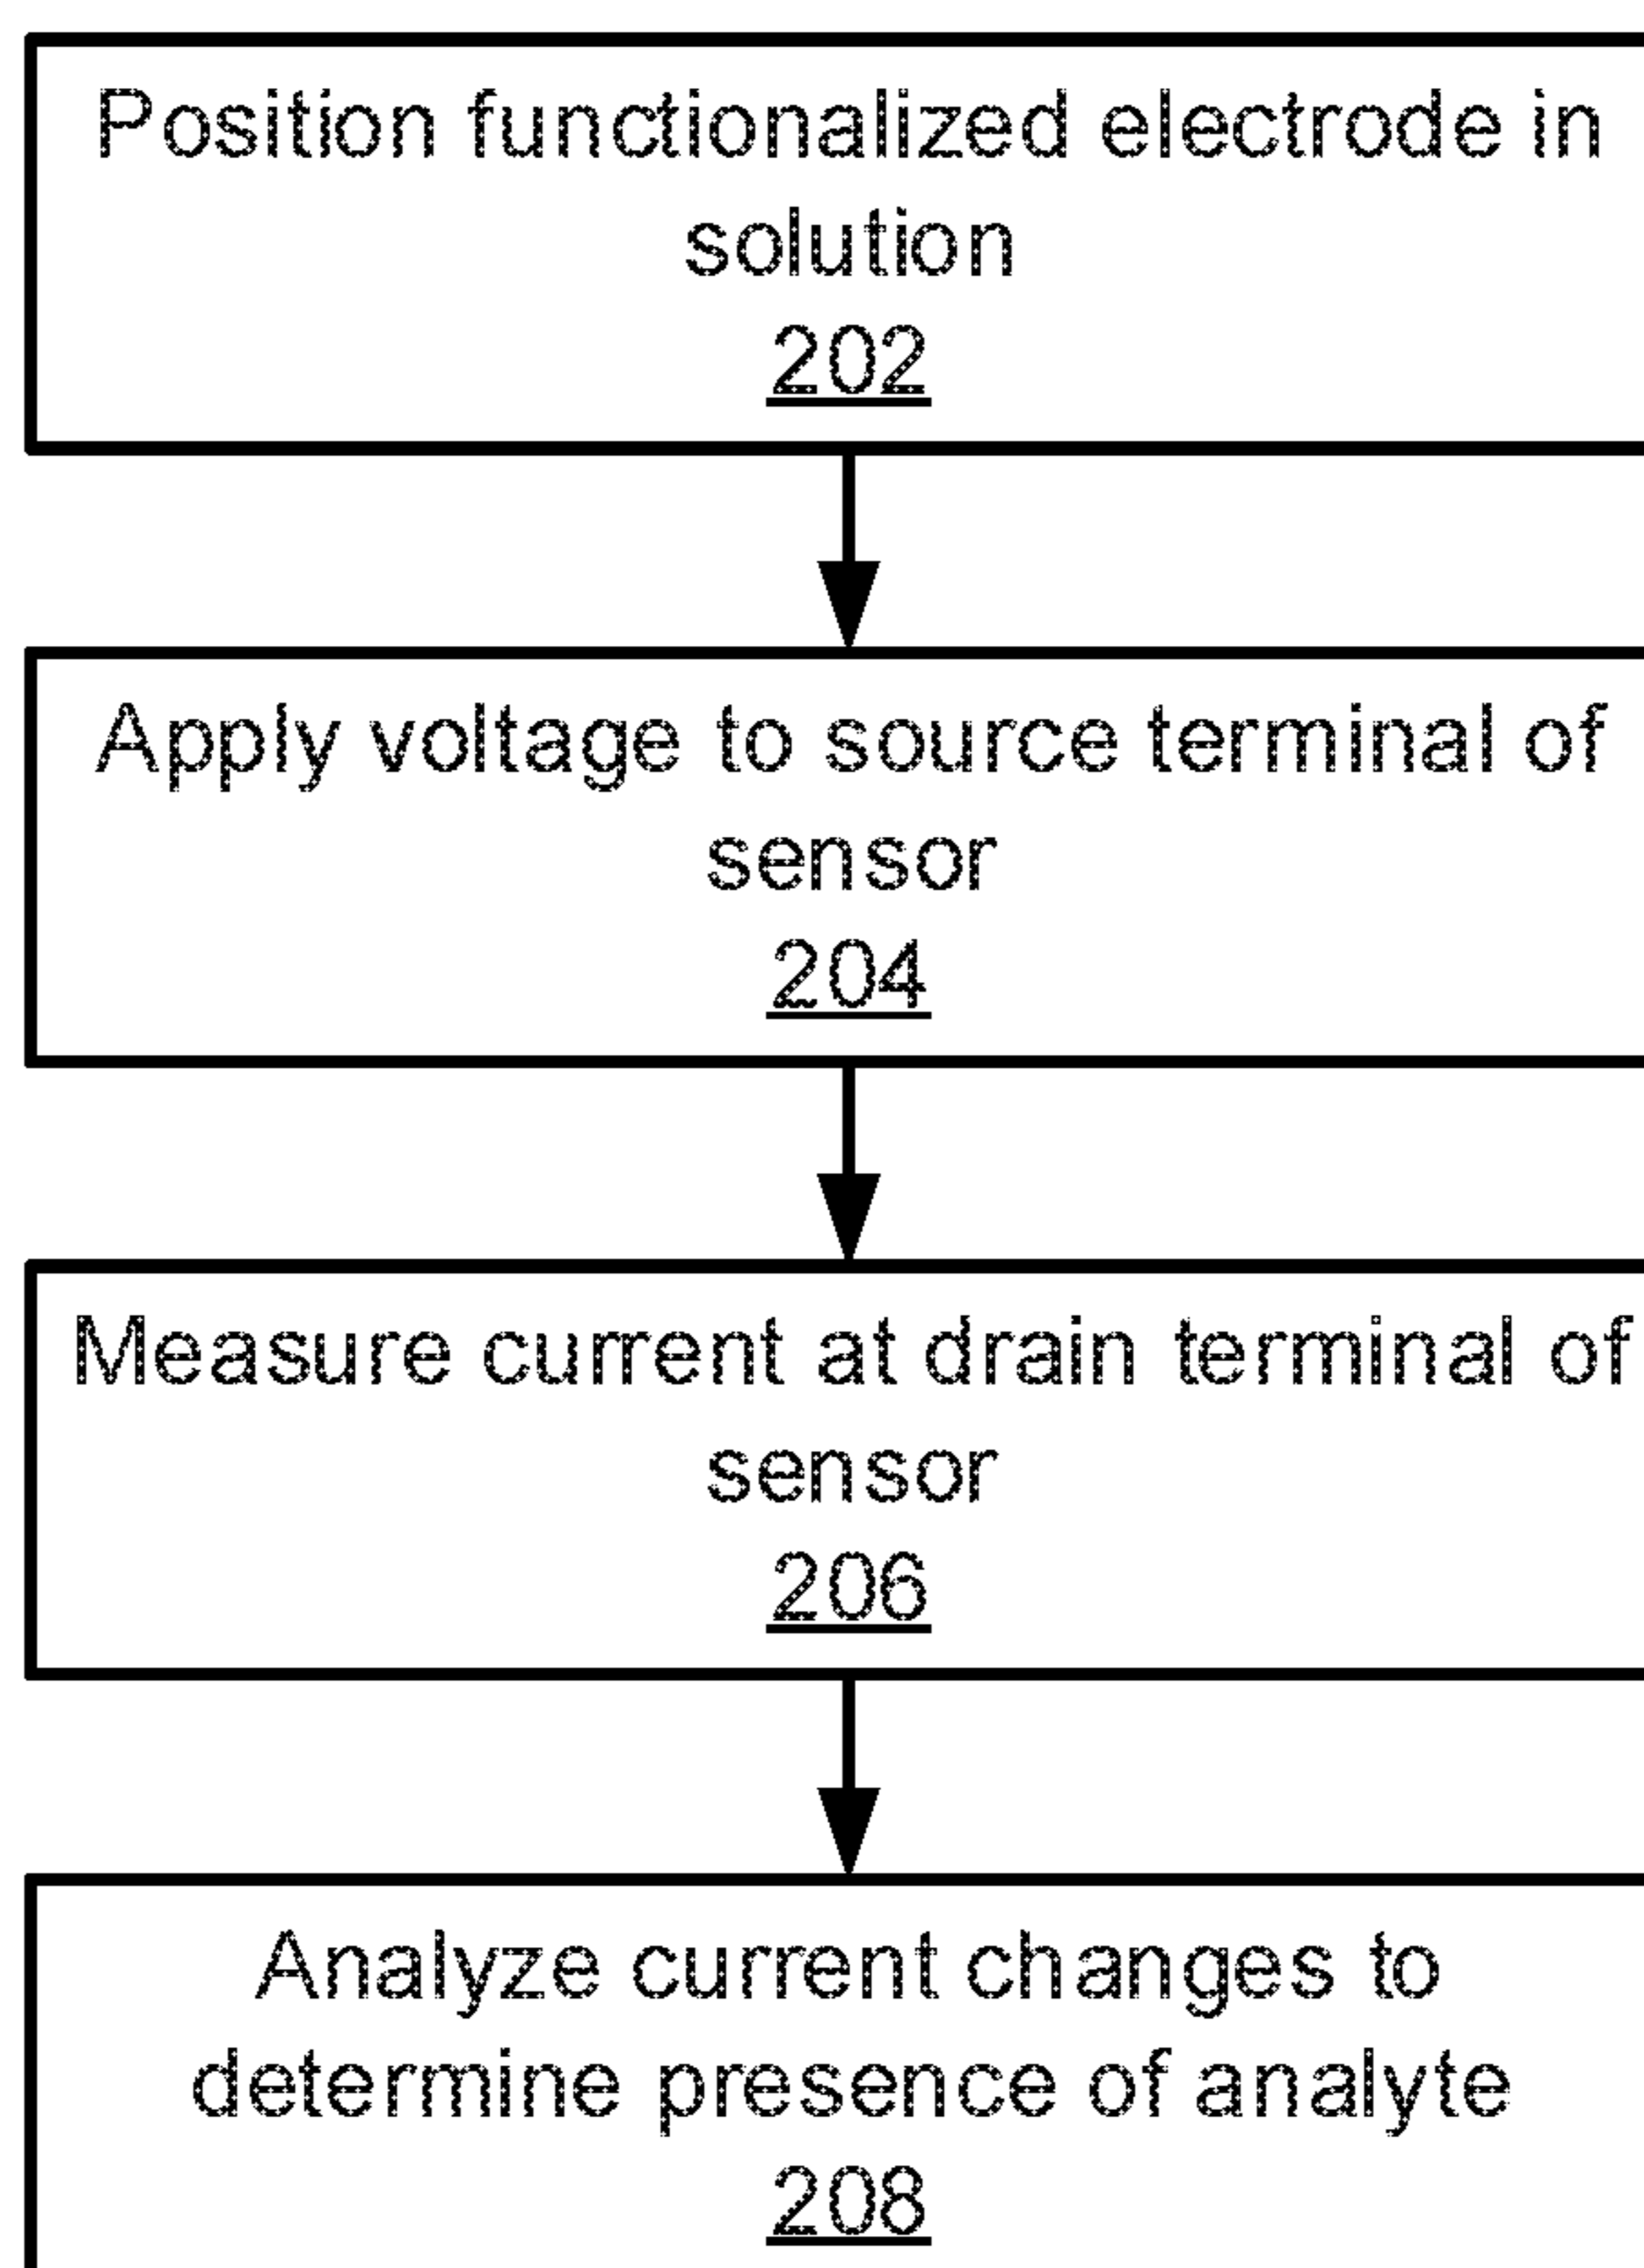 Position functionalized electrode in
solution
202
Apply voltage to source terminal of
sensor
204
Measure current at drain terminal of
sensor
206
Analyze current changes to
determine presence of analyte
208